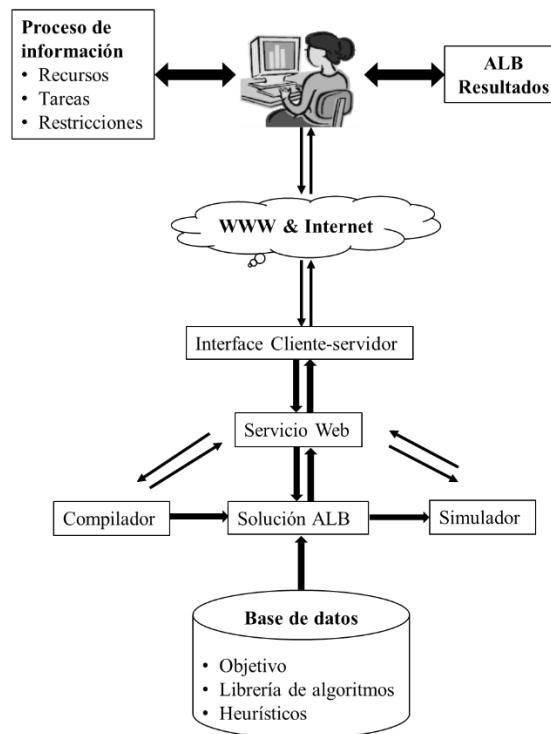 Proceso de
información
• Recursos
• Tareas
• Restricciones
ALB
Resultados
WWW & Internet
Interface Cliente-servidor
Servicio Web
Compilador
Solución ALB
Simulador
Base de datos
• Objetivo
• Librería de algoritmos
• Heurísticos